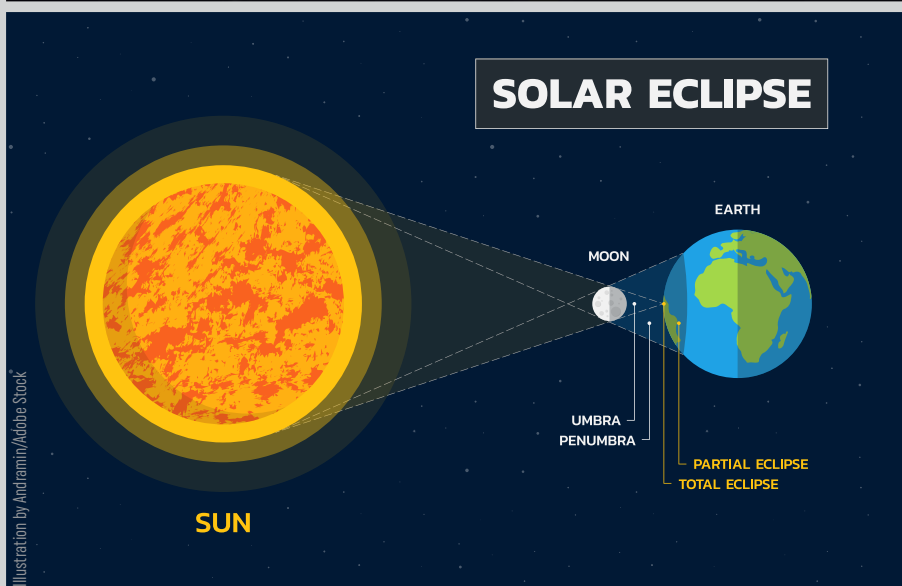 SOLAR ECLIPSE
EARTH
MOON
UMBRA
PENUMBRA
PARTIAL ECLIPSE
TOTAL ECLIPSE
SUN
Illustration by Andramin/Adobe Stock